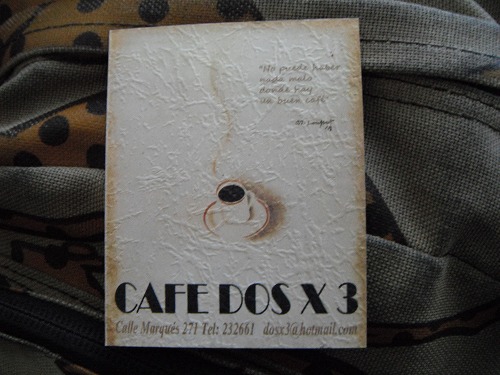 "No puede haber
nada malo
donde hay
un buen café"
CAFE DOS X 3
Calle Marqués 271 Tel: 232661 dosx3@hotmail.com